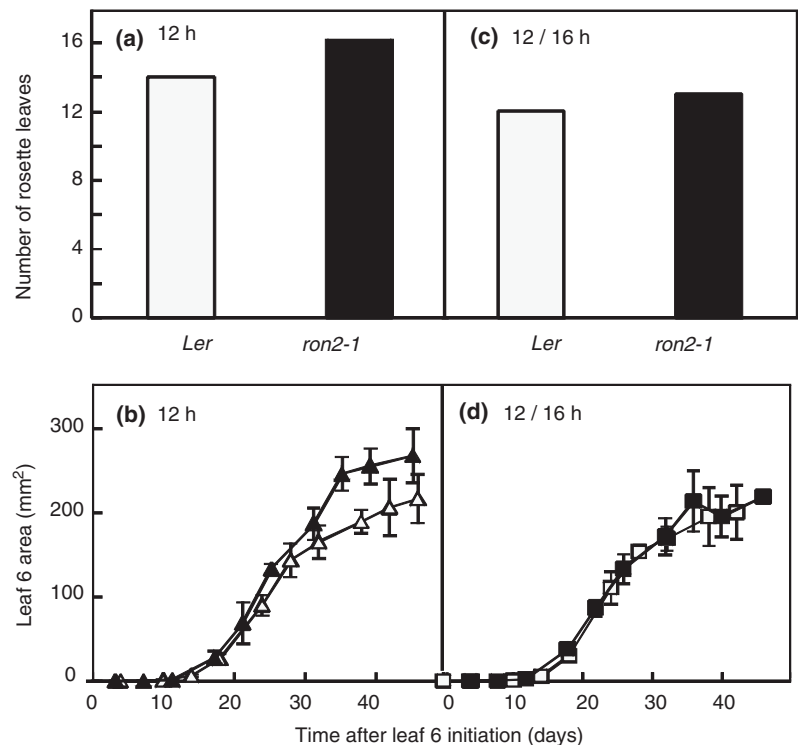 (a) 12 h
(c) 12 / 16 h
Number of rosette leaves
16
12
8
4
0
Ler
ron2-1
Ler
ron2-1
(b) 12 h
(d) 12 / 16 h
Leaf 6 area (mm²)
300
200
100
0
0 10 20 30 40
0 10 20 30 40
Time after leaf 6 initiation (days)